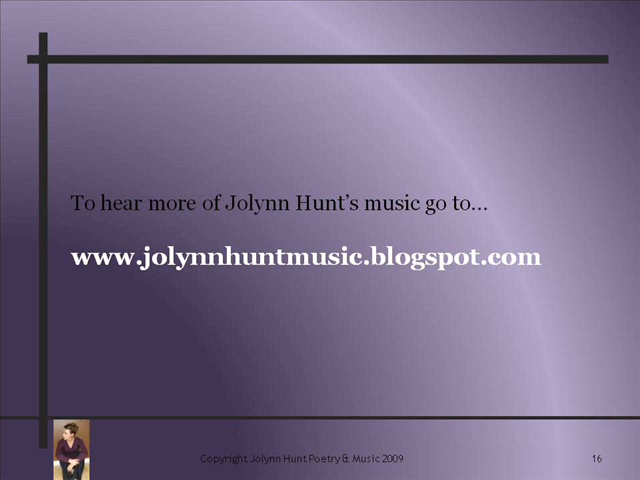 To hear more of Jolynn Hunt’s music go to…
www.jolynnhuntmusic.blogspot.com
Copyright Jolynn Hunt Poetry & Music 2009
16